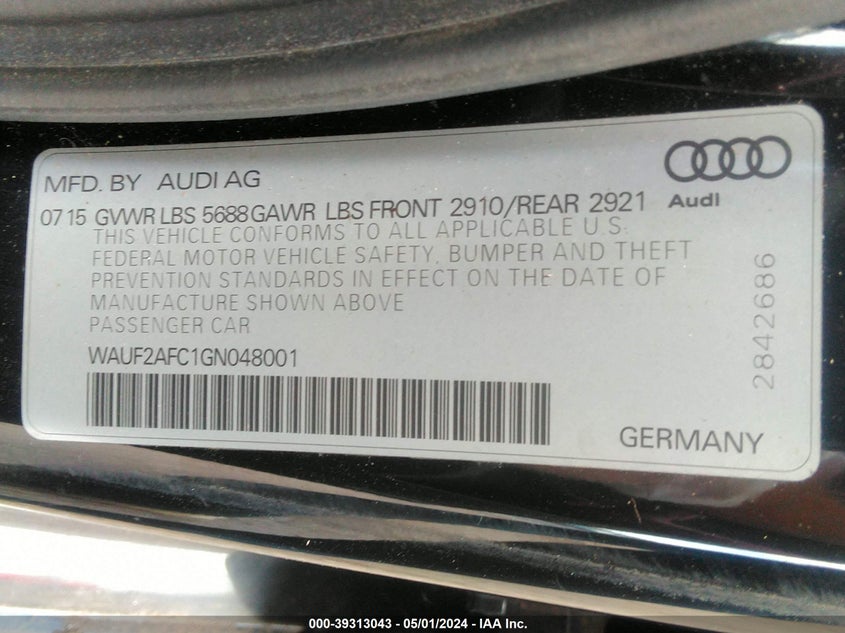 MFD. BY AUDI AG
Audi
07 15 GVWR LBS 5688 GAWR LBS FRONT 2910/REAR 2921
THIS VEHICLE CONFORMS TO ALL APPLICABLE U.S.
FEDERAL MOTOR VEHICLE SAFETY, BUMPER AND THEFT
PREVENTION STANDARDS IN EFFECT ON THE DATE OF
MANUFACTURE SHOWN ABOVE
PASSENGER CAR
WAUF2AFC1GN048001
2842686
GERMANY
000-39313043 - 05/01/2024 - IAA Inc.